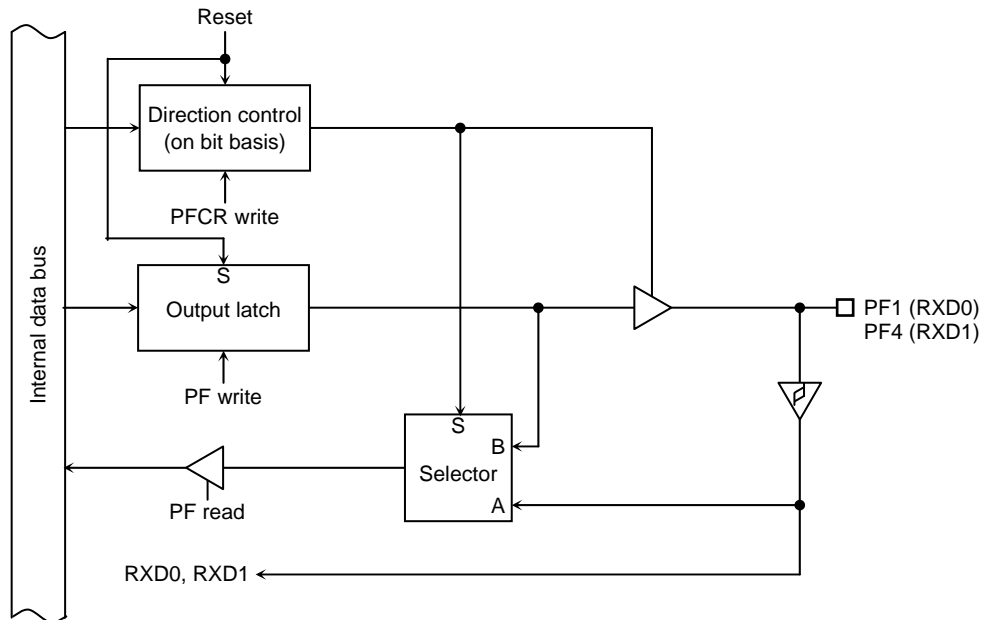 Reset
Direction control
(on bit basis)
PFCR write
Internal data bus
S
Output latch
PF1 (RXD0)
PF4 (RXD1)
PF write
S
B
Selector
A
PF read
RXD0, RXD1